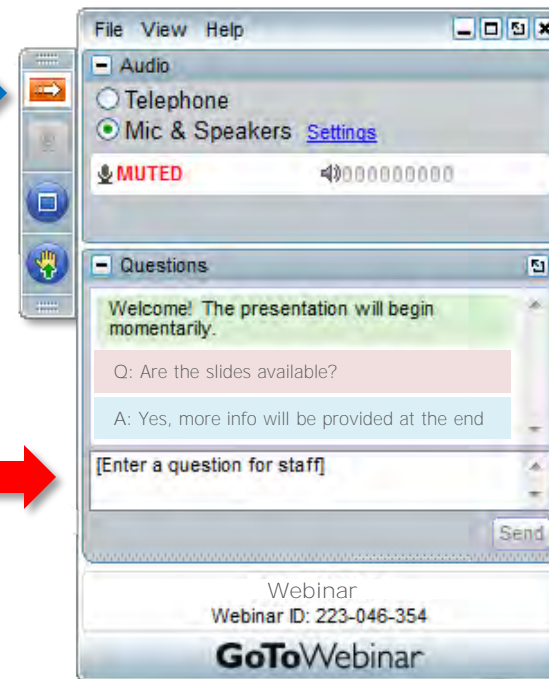 File View Help
Audio
Telephone
Mic & Speakers Settings
MUTED
Questions
Welcome! The presentation will begin
momentarily.
Q: Are the slides available?
A: Yes, more info will be provided at the end
[Enter a question for staff]
Send
Webinar
Webinar ID: 223-046-354
GoToWebinar